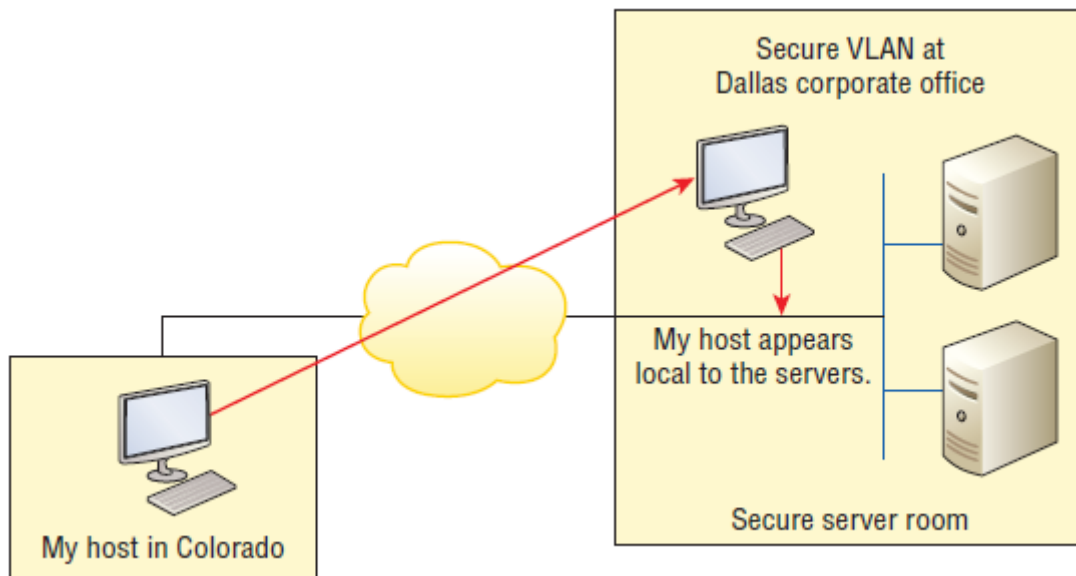 Secure VLAN at
Dallas corporate office
My host appears
local to the servers.
Secure server room
My host in Colorado